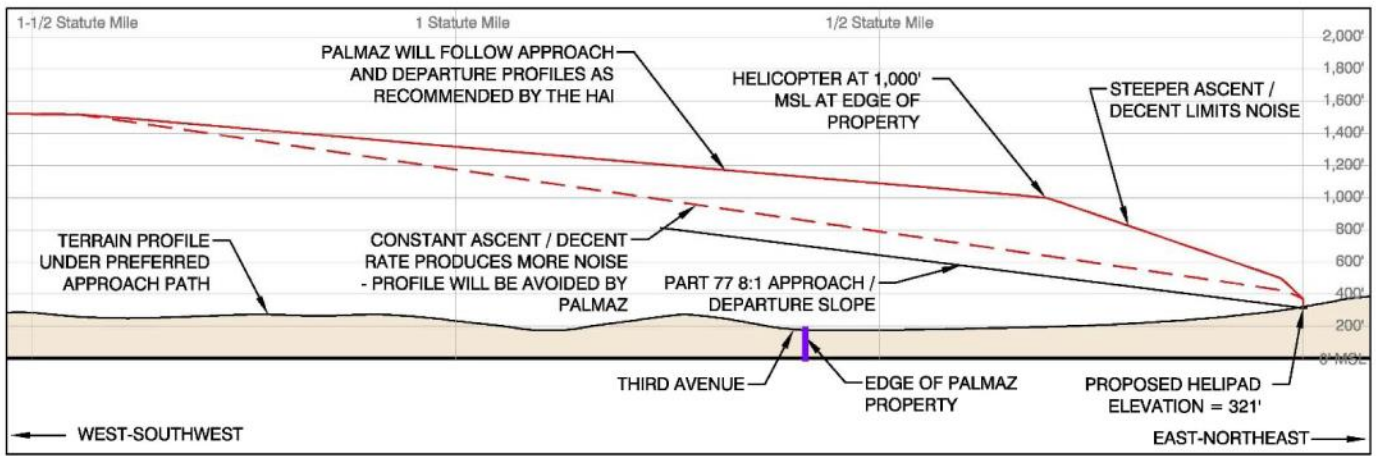 1-1/2 Statute Mile
1 Statute Mile
1/2 Statute Mile
2,000'
1,800'
1,600'
1,400'
1,200'
1,000'
800'
600'
400'
200'
0' MSL
PALMAZ WILL FOLLOW APPROACH
AND DEPARTURE PROFILES AS
RECOMMENDED BY THE HAI
HELICOPTER AT 1,000'
MSL AT EDGE OF
PROPERTY
STEEPER ASCENT /
DECENT LIMITS NOISE
TERRAIN PROFILE
UNDER PREFERRED
APPROACH PATH
CONSTANT ASCENT / DECENT
RATE PRODUCES MORE NOISE
- PROFILE WILL BE AVOIDED BY
PALMAZ
PART 77 8:1 APPROACH /
DEPARTURE SLOPE
THIRD AVENUE
EDGE OF PALMAZ
PROPERTY
PROPOSED HELIPAD
ELEVATION = 321'
WEST-SOUTHWEST
EAST-NORTHEAST